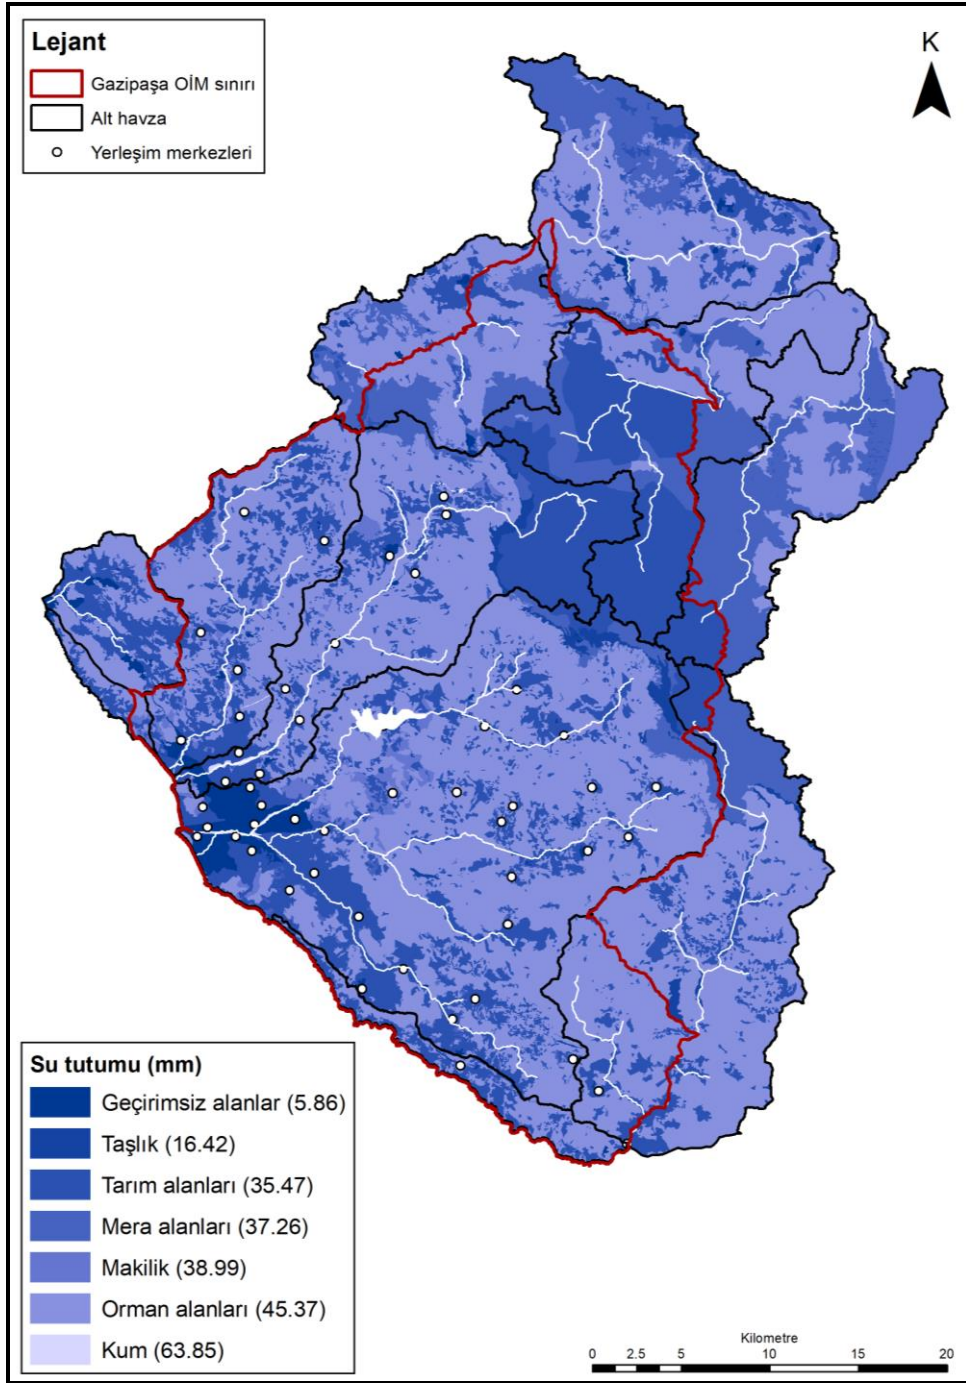 Lejant
Gazipaşa OİM sınırı
Alt havza
Yerleşim merkezleri
K
Su tutumu (mm)
Geçirimsiz alanlar (5.86)
Taşlık (16.42)
Tarım alanları (35.47)
Mera alanları (37.26)
Makilik (38.99)
Orman alanları (45.37)
Kum (63.85)
Kilometre
0 2.5 5 10 15 20